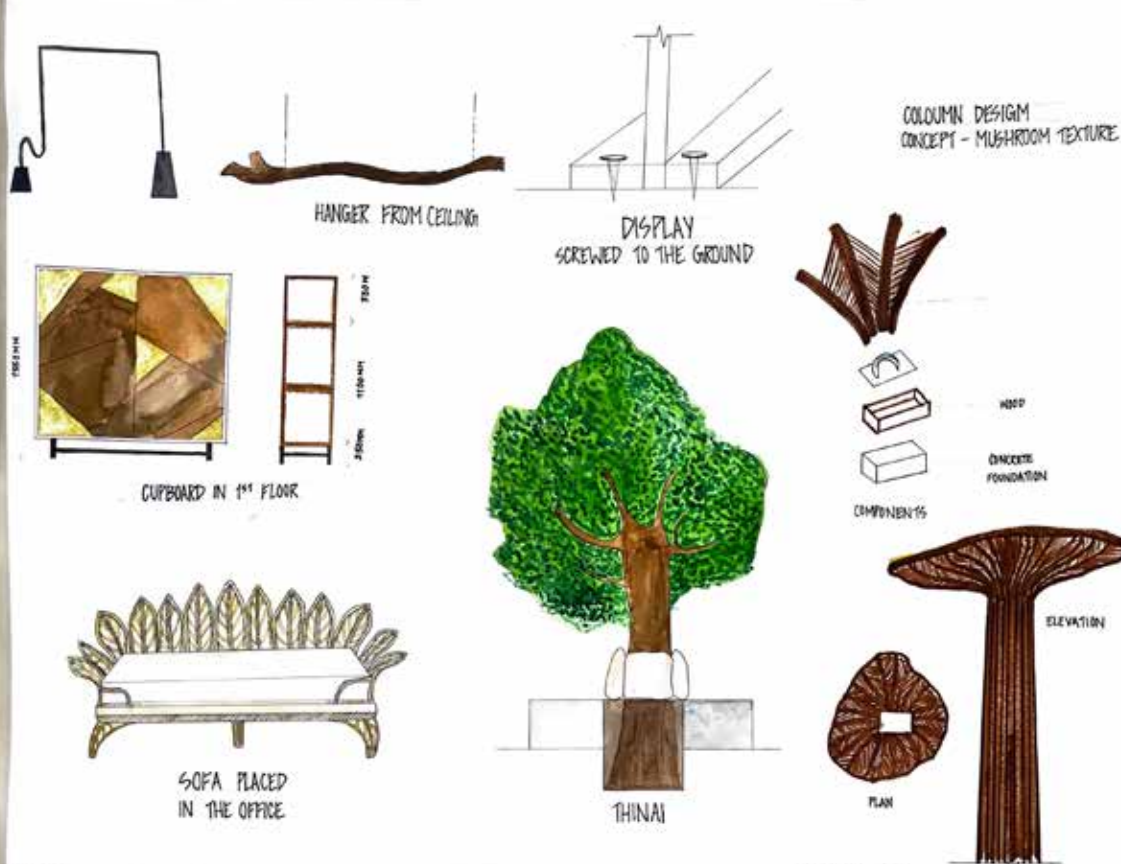 COLOUMN DESIGM
CONCEPT - MUSHROOM TEXTURE
HANGER FROM CEILING
DISPLAY
SCREWED TO THE GROUND
CUPBOARD IN 1ST FLOOR
WOOD
CONCRETE
FOUNDATION
COMPONENTS
SOFA PLACED
IN THE OFFICE
THINAI
ELEVATION
PLAN